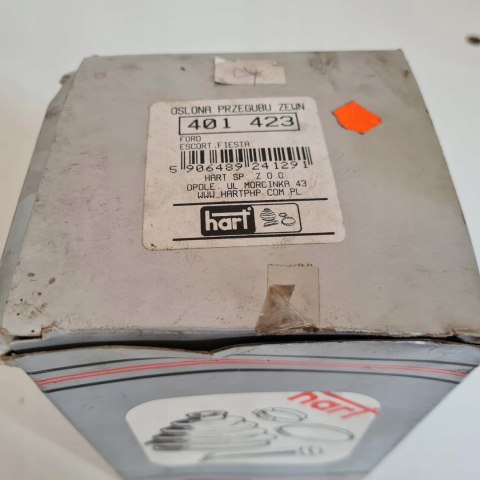 OSLONA PRZEGUBU ZEWN
401 423
FORD
ESCORT,FIESTA
5 906489 241291
HART SP. Z O O
OPOLE. UL MORCINKA 43
WWW.HARTPHP.COM.PL
hart
hart